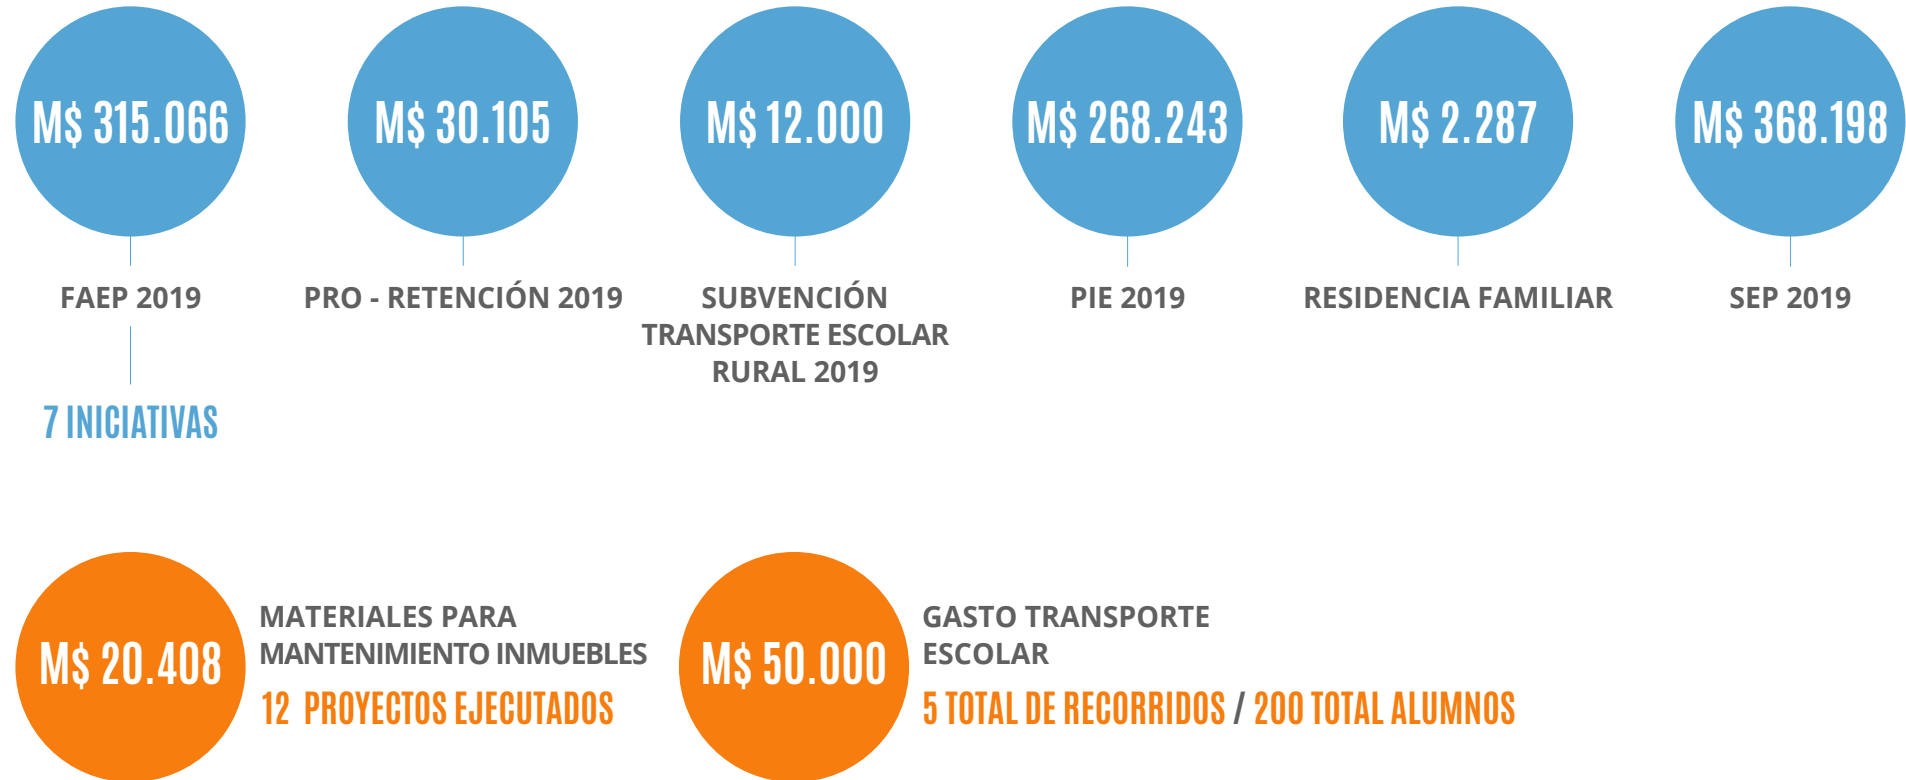 M$ 315.066
M$ 30.105
M$ 12.000
M$ 268.243
M$ 2.287
M$ 368.198
FAEP 2019
PRO - RETENCIÓN 2019
SUBVENCIÓN
TRANSPORTE ESCOLAR
RURAL 2019
PIE 2019
RESIDENCIA FAMILIAR
SEP 2019
7 INICIATIVAS
M$ 20.408
MATERIALES PARA
MANTENIMIENTO INMUEBLES
12 PROYECTOS EJECUTADOS
M$ 50.000
GASTO TRANSPORTE
ESCOLAR
5 TOTAL DE RECORRIDOS / 200 TOTAL ALUMNOS